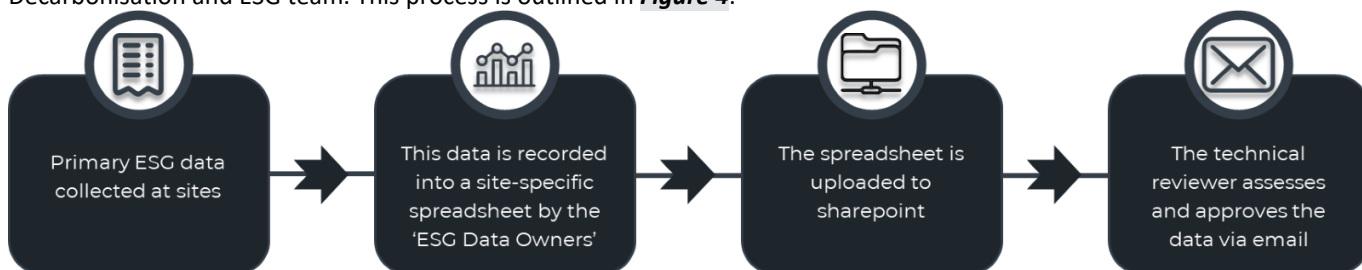 Decarbonisation and ESG team. This process is outlined in Figure 4.
Primary ESG data
collected at sites
This data is recorded
into a site-specific
spreadsheet by the
‘ESG Data Owners’
The spreadsheet is
uploaded to
sharepoint
The technical
reviewer assesses
and approves the
data via email